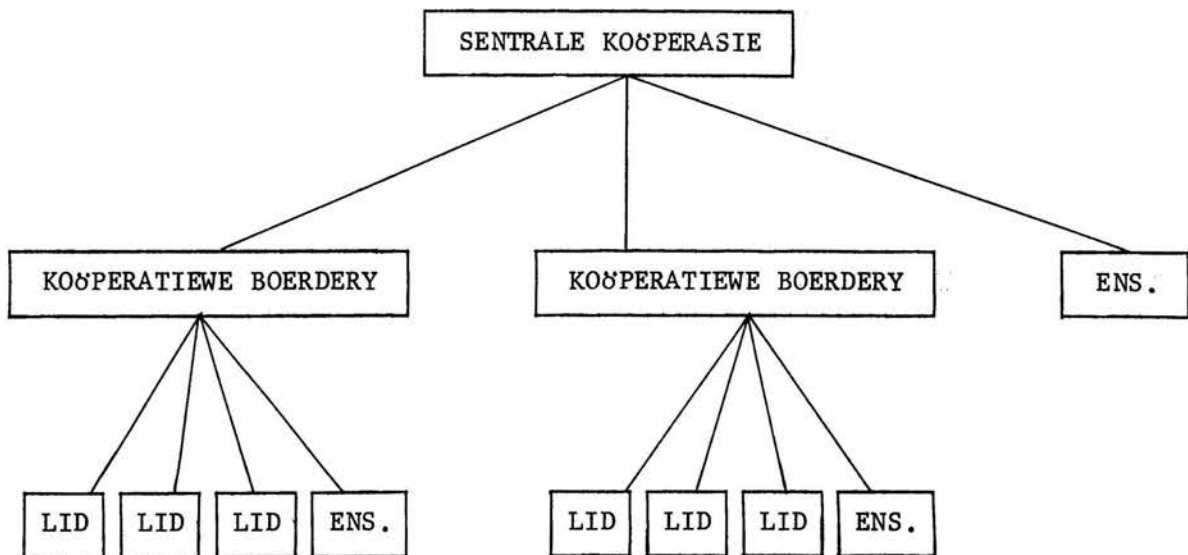 SENTRALE KOÖPERASIE
KOÖPERATIEWE BOERDERY KOÖPERATIEWE BOERDERY ENS.
LID LID LID ENS. LID LID LID ENS.